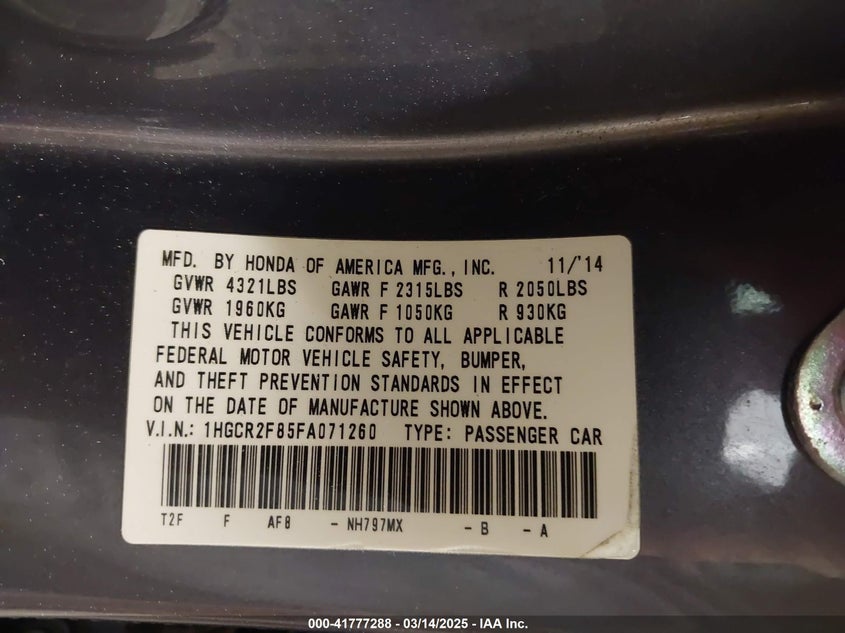 MFD. BY HONDA OF AMERICA MFG., INC. 11/'14
GVWR 4321LBS GAWR F 2315LBS R 2050LBS
GVWR 1960KG GAWR F 1050KG R 930KG
THIS VEHICLE CONFORMS TO ALL APPLICABLE
FEDERAL MOTOR VEHICLE SAFETY, BUMPER,
AND THEFT PREVENTION STANDARDS IN EFFECT
ON THE DATE OF MANUFACTURE SHOWN ABOVE.
V.I.N.: 1HGCR2F85FA071260 TYPE: PASSENGER CAR
T2F F AF8 - NH797MX - B - A
000-41777288 - 03/14/2025 - IAA Inc.